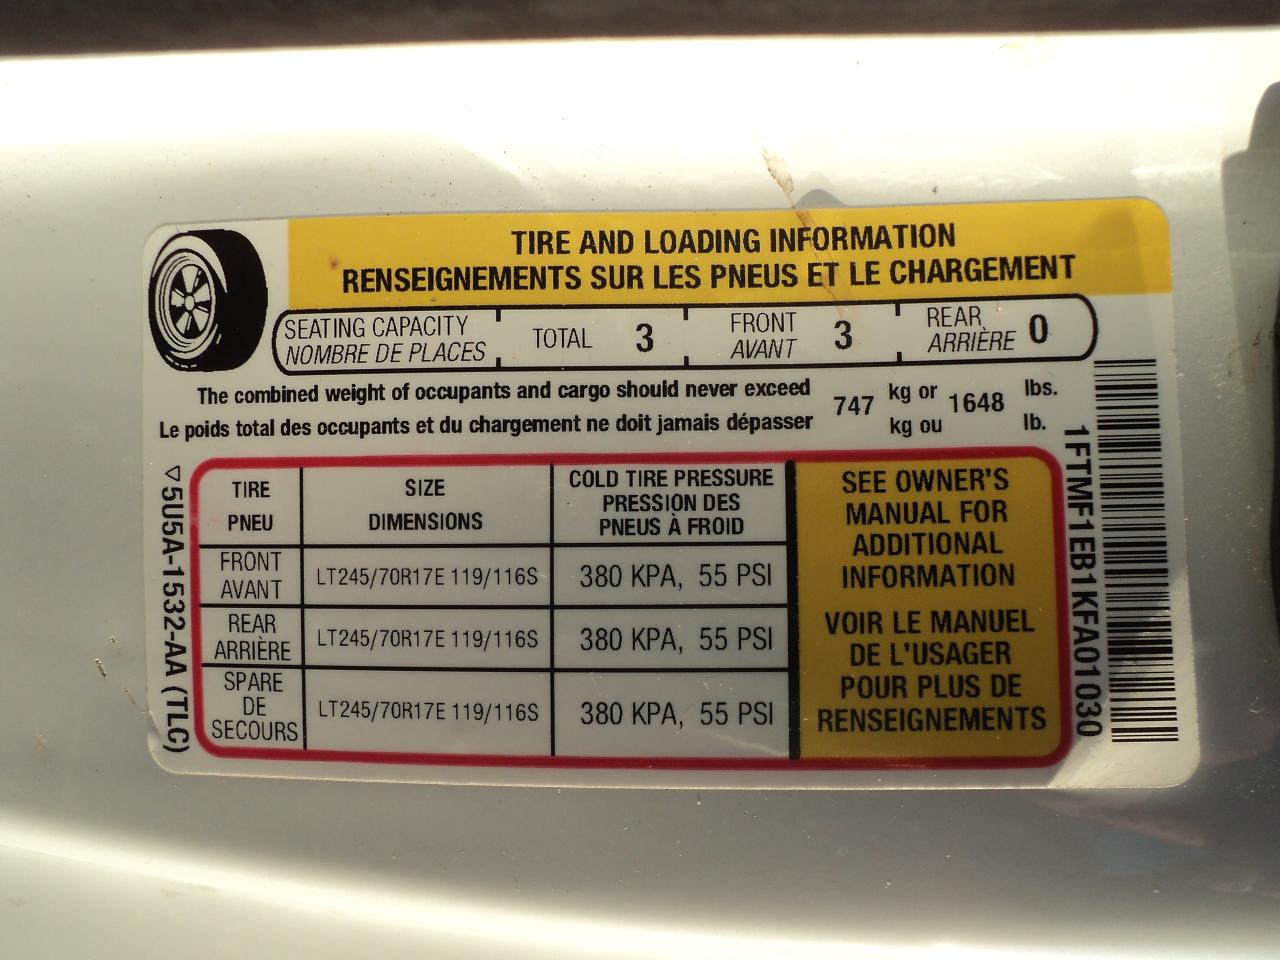 TIRE AND LOADING INFORMATION
RENSEIGNEMENTS SUR LES PNEUS ET LE CHARGEMENT
SEATING CAPACITY
NOMBRE DE PLACES
TOTAL 3
FRONT
AVANT
3
REAR
ARRIÈRE
0
The combined weight of occupants and cargo should never exceed
Le poids total des occupants et du chargement ne doit jamais dépasser
747
kg or
kg ou
1648
lbs.
lb.
TIRE
PNEU
SIZE
DIMENSIONS
COLD TIRE PRESSURE
PRESSION DES
PNEUS À FROID
FRONT
AVANT
LT245/70R17E 119/116S
380 KPA, 55 PSI
REAR
ARRIÈRE
LT245/70R17E 119/116S
380 KPA, 55 PSI
SPARE
DE
SECOURS
LT245/70R17E 119/116S
380 KPA, 55 PSI
SEE OWNER'S
MANUAL FOR
ADDITIONAL
INFORMATION
VOIR LE MANUEL
DE L'USAGER
POUR PLUS DE
RENSEIGNEMENTS
5U5A-1532-AA (TLC)
1FTMF1EB1KFA01030